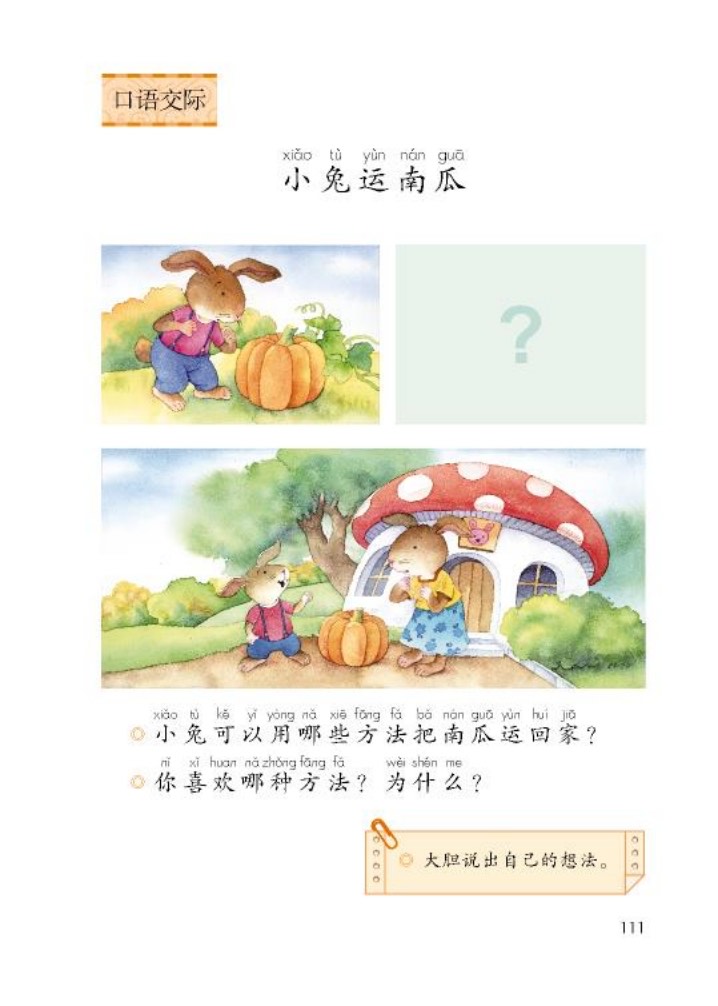 口语交际
xiǎo tù yùn nán guā
小兔运南瓜
?
xiǎo tù kě yǐ yòng nǎ xiē fāng fǎ bǎ nán guā yùn huí jiā
小兔可以用哪些方法把南瓜运回家?
nǐ xǐ huan nǎ zhǒng fāng fǎ wèi shén me
你喜欢哪种方法? 为什么?
大胆说出自己的想法。
111